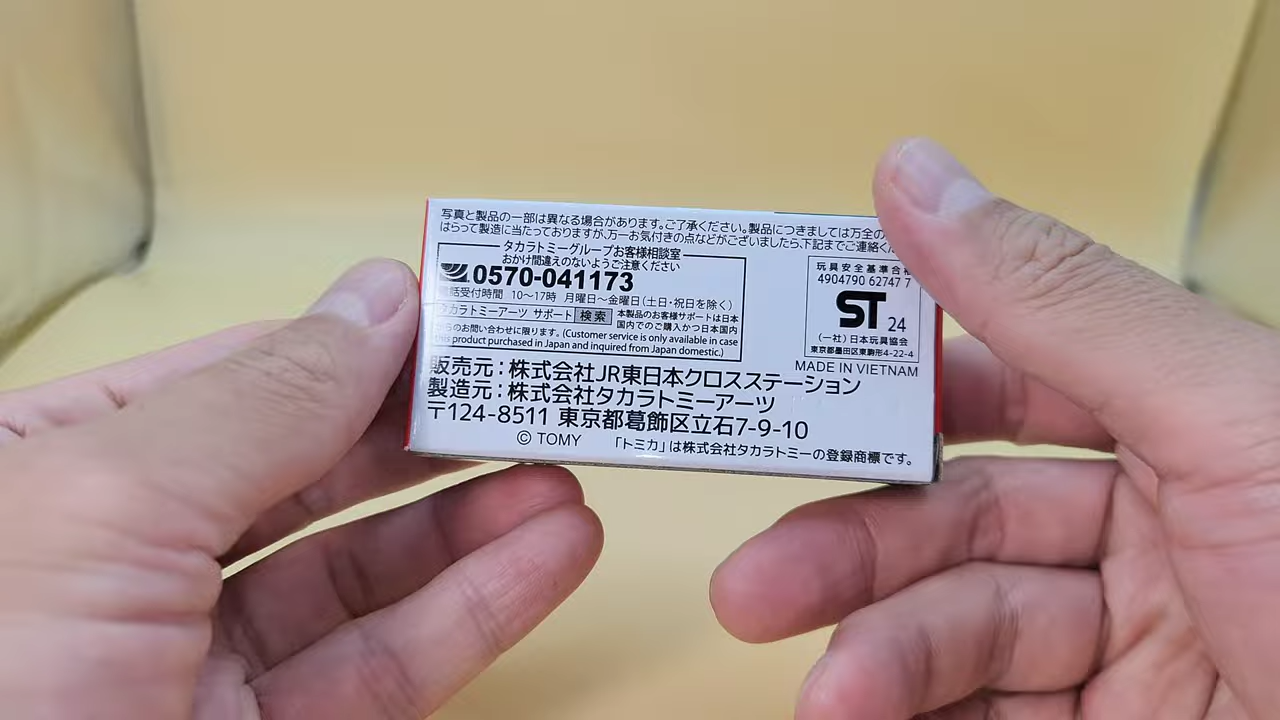 写真と製品の一部は異なる場合があります。ご了承ください。製品につきましては万全の
はらって製造に当たっておりますが、万一お気付きの点などがございましたら、下記までご連絡く
タカラトミーグループお客様相談室
おかけ間違えのないようご注意ください
0570-041173
話受付時間 10〜17時 月曜日〜金曜日(土日・祝日を除く)
タカラトミーアーツ サポート 検索 本製品のお客様サポートは日本
国内でのご購入かつ日本国内
らのお問い合わせに限ります。(Customer service is only available in case
this product purchased in Japan and inquired from Japan domestic.)
玩具安全基準合格
4904790 62747 7
ST 24
(一社)日本玩具協会
東京都墨田区東駒形4-22-4
MADE IN VIETNAM
販売元:株式会社JR東日本クロスステーション
製造元:株式会社タカラトミーアーツ
〒124-8511 東京都葛飾区立石7-9-10
© TOMY 「トミカ」は株式会社タカラトミーの登録商標です。